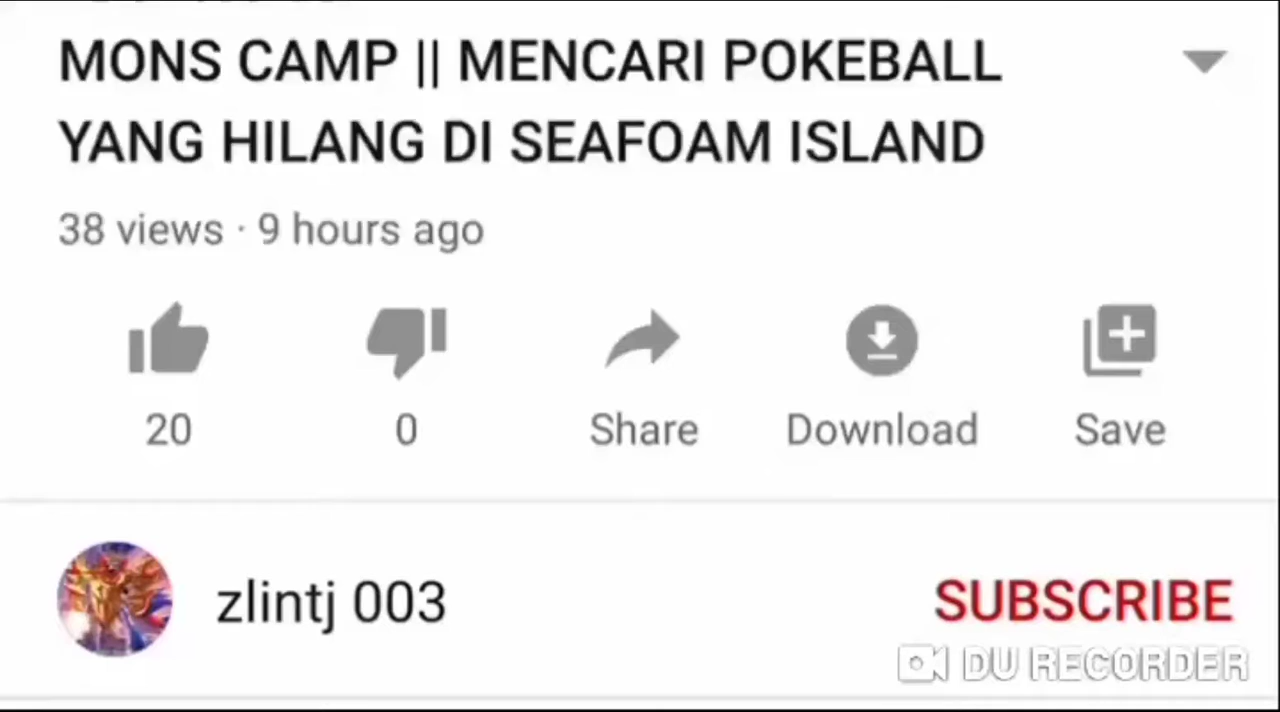 MONS CAMP || MENCARI POKEBALL
YANG HILANG DI SEAFOAM ISLAND
38 views · 9 hours ago
20 0 Share Download Save
zlintj 003 SUBSCRIBE
DU RECORDER